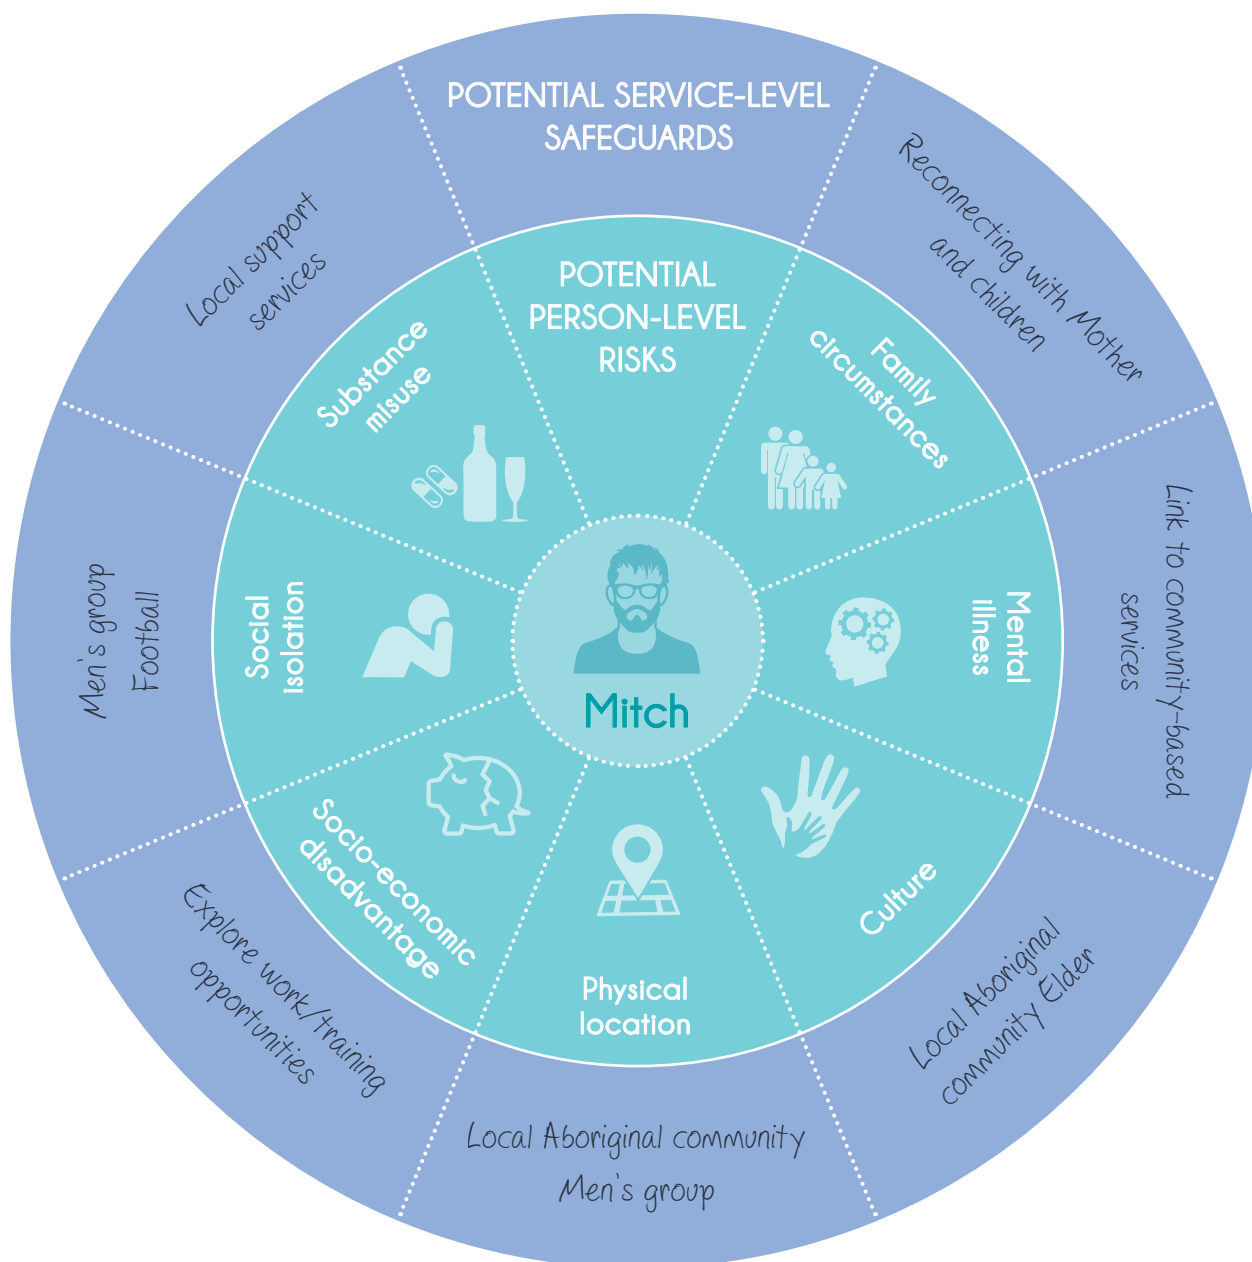 POTENTIAL SERVICE-LEVEL
SAFEGUARDS
Reconnecting with Mother
and children
Link to community-based
services
Local Aboriginal
community Elder
Local Aboriginal community
Men's group
Explore work/training
opportunities
Men's group
Football
Local support
services
POTENTIAL
PERSON-LEVEL
RISKS
Family
circumstances
Mental
illness
Culture
Physical
location
Socio-economic
disadvantage
Social
isolation
Substance
misuse
Mitch